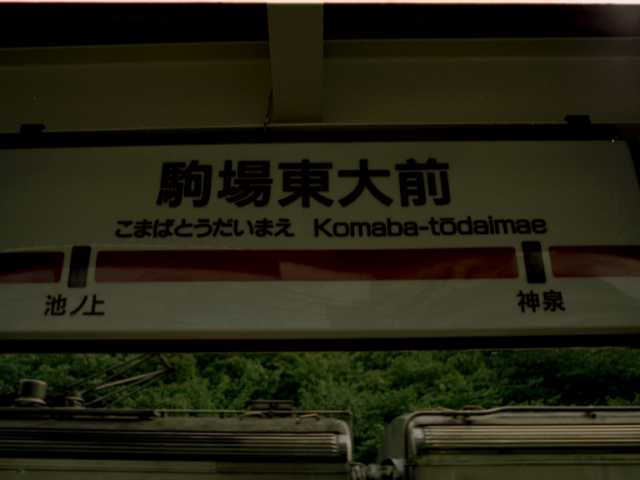 駒場東大前
こまばとうだいまえ Komaba-tōdaimae
池ノ上 神泉